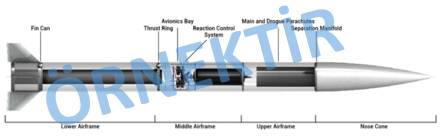 Avionics Bay
Fin Can
Thrust Ring
Reaction Control
System
Main and Drogue Parachutes
Separation Manifold
ÖRNEKTİR
Lower Airframe
Middle Airframe
Upper Airframe
Nose Cone